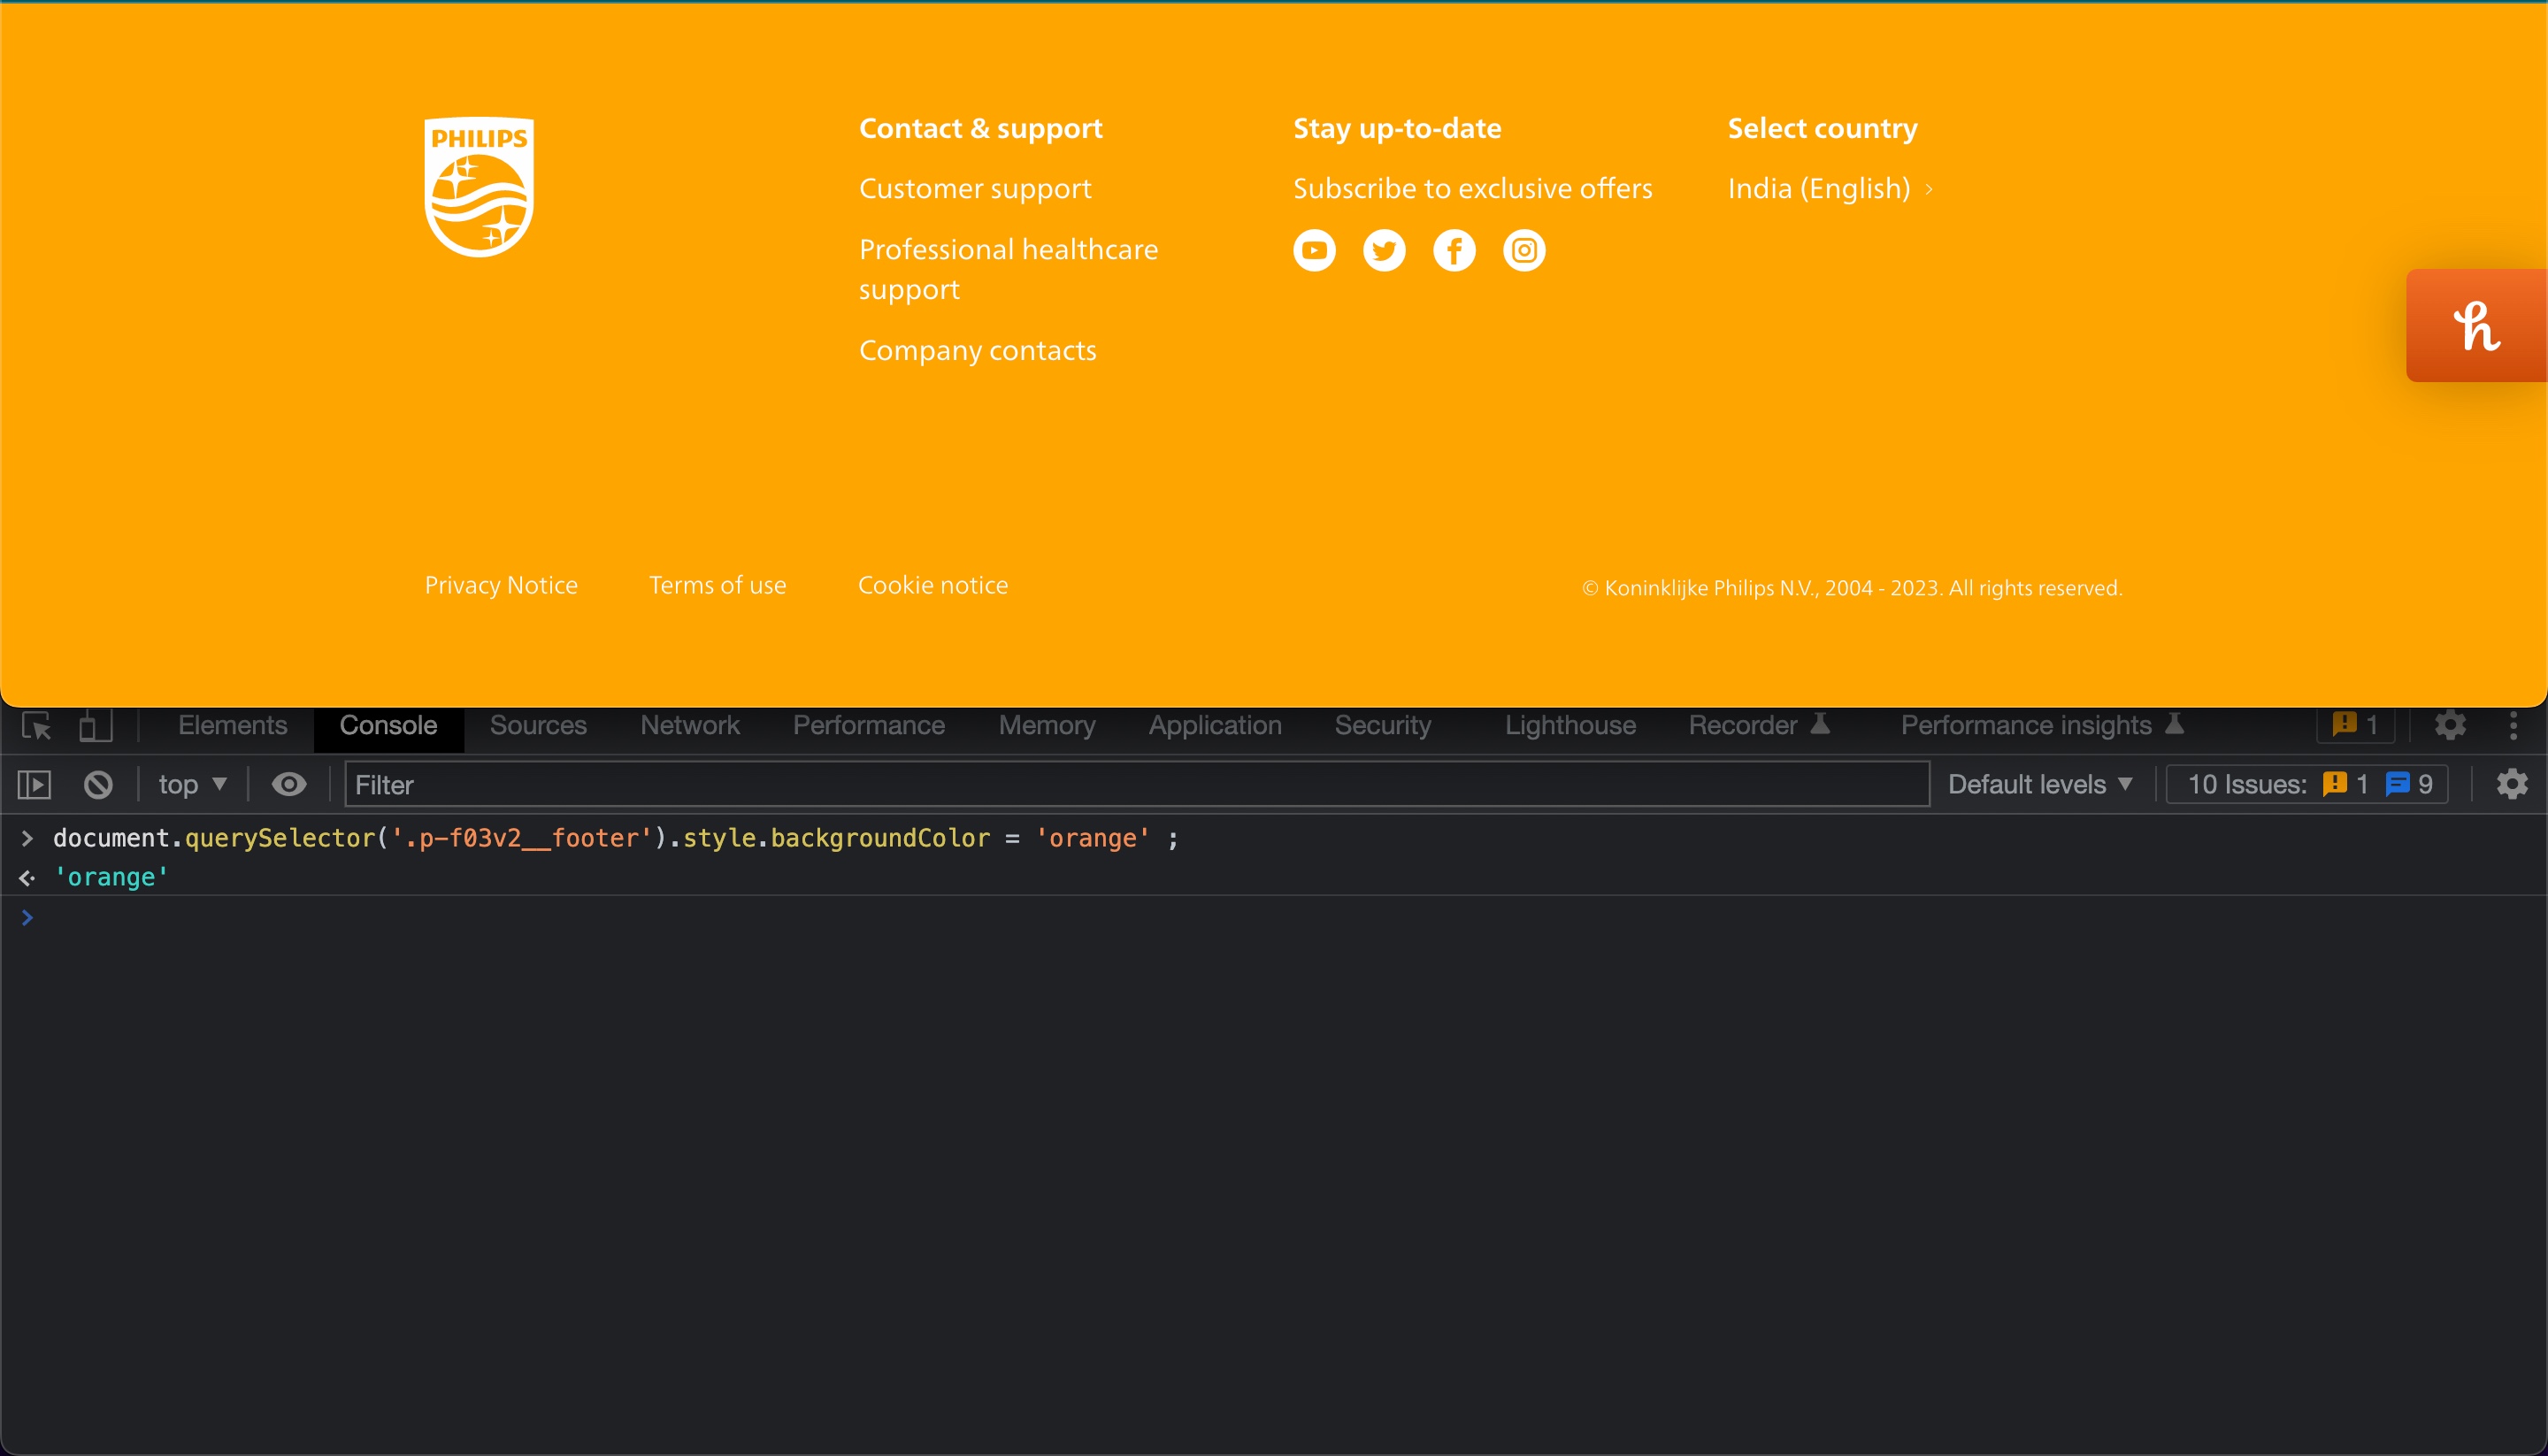 PHILIPS
Contact & support
Customer support
Professional healthcare
support
Company contacts
Stay up-to-date
Subscribe to exclusive offers
Select country
India (English) ›
h
Privacy Notice
Terms of use
Cookie notice
© Koninklijke Philips N.V., 2004 - 2023. All rights reserved.
Elements
Console
Sources
Network
Performance
Memory
Application
Security
Lighthouse
Recorder
Performance insights
1
top ▼
Filter
Default levels ▼
10 Issues: 1 9
> document.querySelector('.p-f03v2__footer').style.backgroundColor = 'orange' ;
'orange'
>